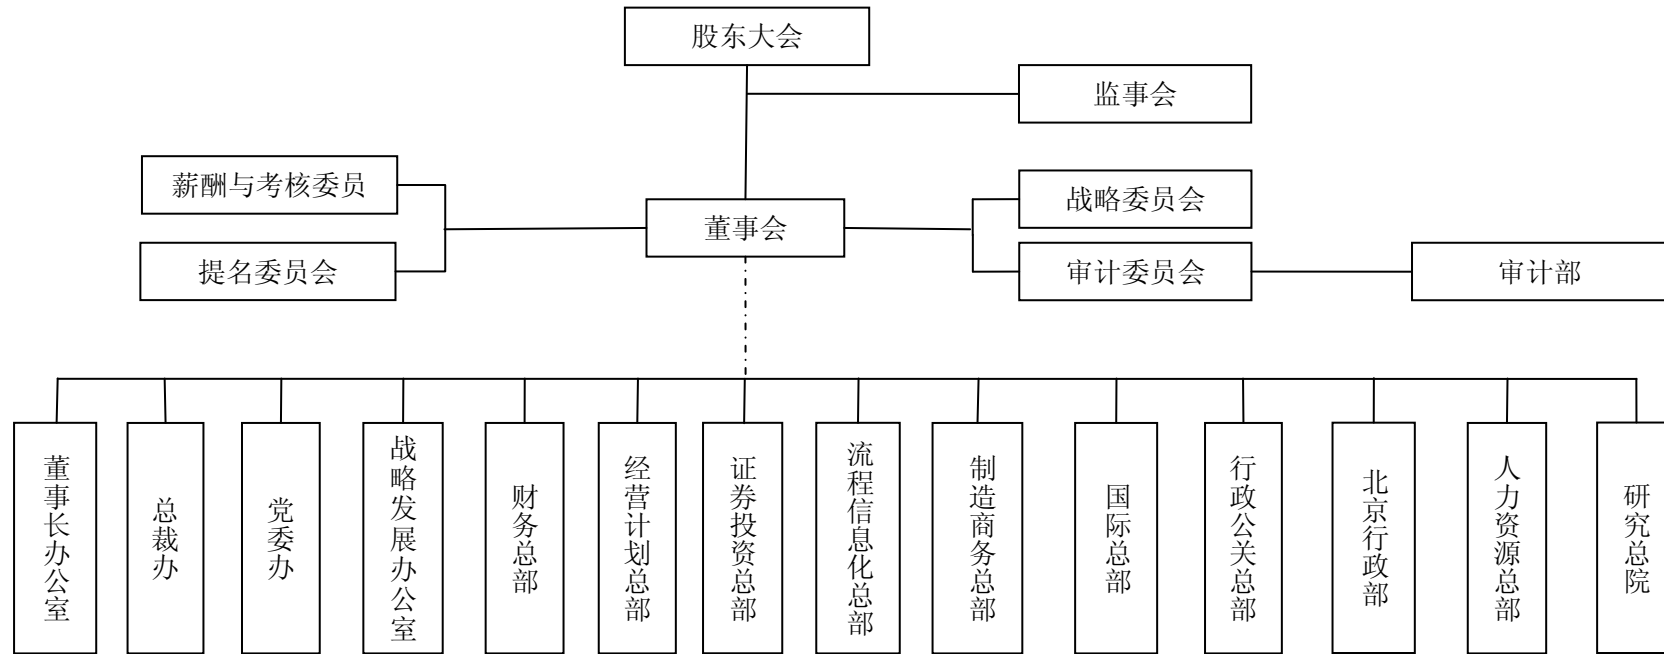 股东大会
监事会
薪酬与考核委员
战略委员会
董事会
提名委员会
审计委员会
审计部
董事长办公室
总裁办
党委办
战略发展办公室
财务总部
经营计划总部
证券投资总部
流程信息化总部
制造商务总部
国际总部
行政公关总部
北京行政部
人力资源总部
研究总院